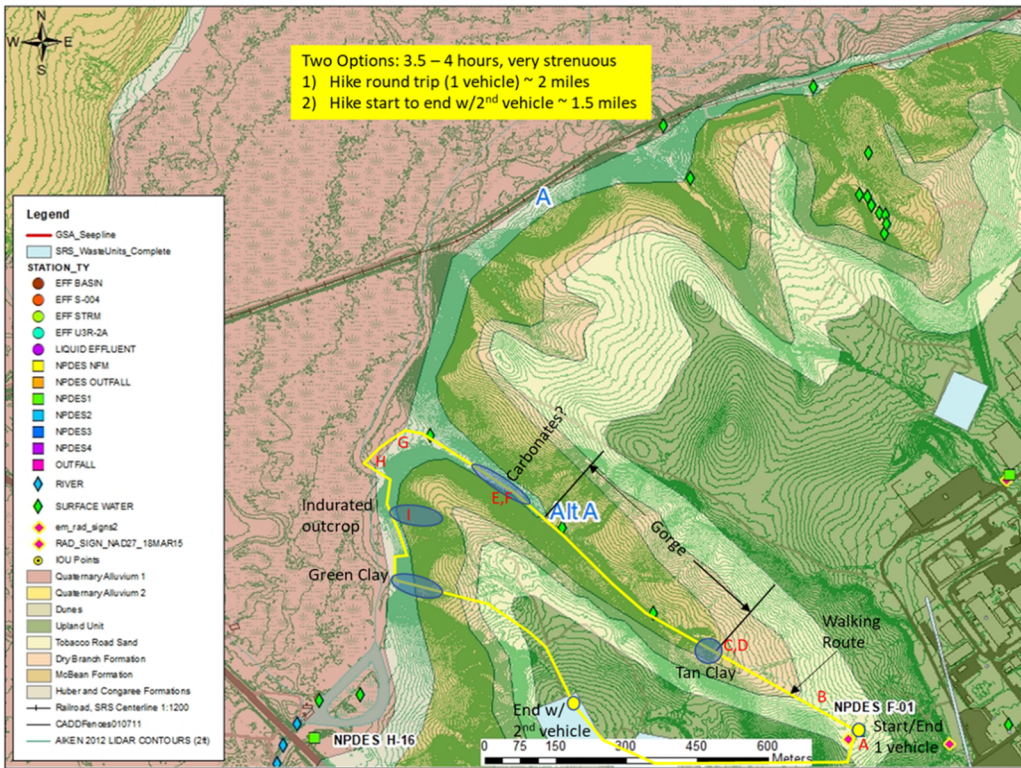 N
W E
S
Two Options: 3.5 – 4 hours, very strenuous
1) Hike round trip (1 vehicle) ~ 2 miles
2) Hike start to end w/2nd vehicle ~ 1.5 miles
A
Legend
GSA_Seepline
SRS_WasteUnits_Complete
STATION_TY
EFF BASIN
EFF S-004
EFF STRM
EFF U3R-2A
LIQUID EFFLUENT
NPDES NFM
NPDES OUTFALL
NPDES1
NPDES2
NPDES3
NPDES4
OUTFALL
RIVER
SURFACE WATER
em_rad_signs2
RAD_SIGN_NAD27_18MAR15
IOU Points
Quaternary Alluvium 1
Quaternary Alluvium 2
Dunes
Upland Unit
Tobacco Road Sand
Dry Branch Formation
McBean Formation
Huber and Congaree Formations
Railroad, SRS Centerline 1:1200
CADDFences010711
AIKEN 2012 LIDAR CONTOURS (2ft)
Carbonates?
G
H
E,F
Alt A
Indurated
outcrop
I
Gorge
Green Clay
C,D
Tan Clay
Walking
Route
B
NPDES F-01
Start/End
1 vehicle
A
End w/
2nd vehicle
NPDES H-16
0 75 150 300 450 600
Meters